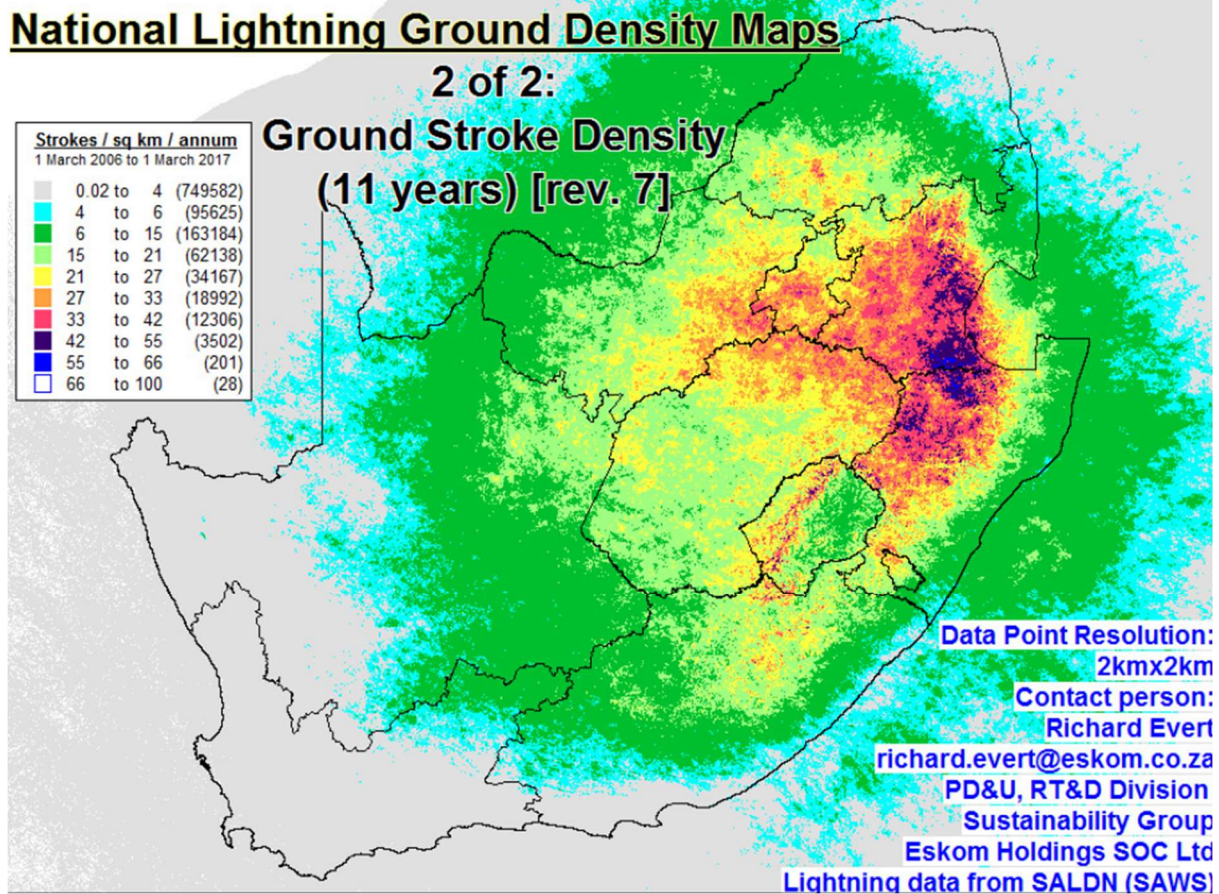 National Lightning Ground Density Maps
2 of 2:
Ground Stroke Density
(11 years) [rev. 7]
Strokes / sq km / annum
1 March 2006 to 1 March 2017
0.02 to 4 (749582)
4 to 6 (95625)
6 to 15 (163184)
15 to 21 (62138)
21 to 27 (34167)
27 to 33 (18992)
33 to 42 (12306)
42 to 55 (3502)
55 to 66 (201)
66 to 100 (28)
Data Point Resolution:
2kmx2km
Contact person:
Richard Evert
richard.evert@eskom.co.za
PD&U, RT&D Division
Sustainability Group
Eskom Holdings SOC Ltd
Lightning data from SALDN (SAWS)